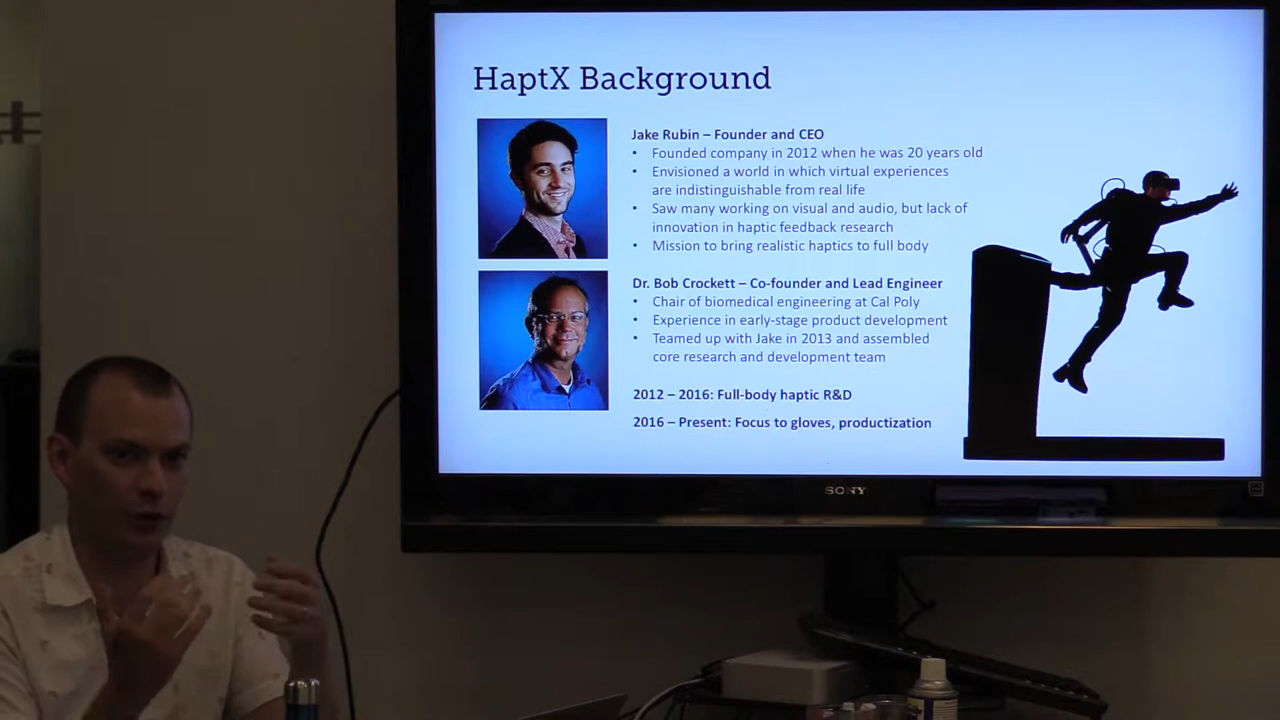 HaptX Background
Jake Rubin – Founder and CEO
• Founded company in 2012 when he was 20 years old
• Envisioned a world in which virtual experiences
are indistinguishable from real life
• Saw many working on visual and audio, but lack of
innovation in haptic feedback research
• Mission to bring realistic haptics to full body
Dr. Bob Crockett – Co-founder and Lead Engineer
• Chair of biomedical engineering at Cal Poly
• Experience in early-stage product development
• Teamed up with Jake in 2013 and assembled
core research and development team
2012 – 2016: Full-body haptic R&D
2016 – Present: Focus to gloves, productization
SONY